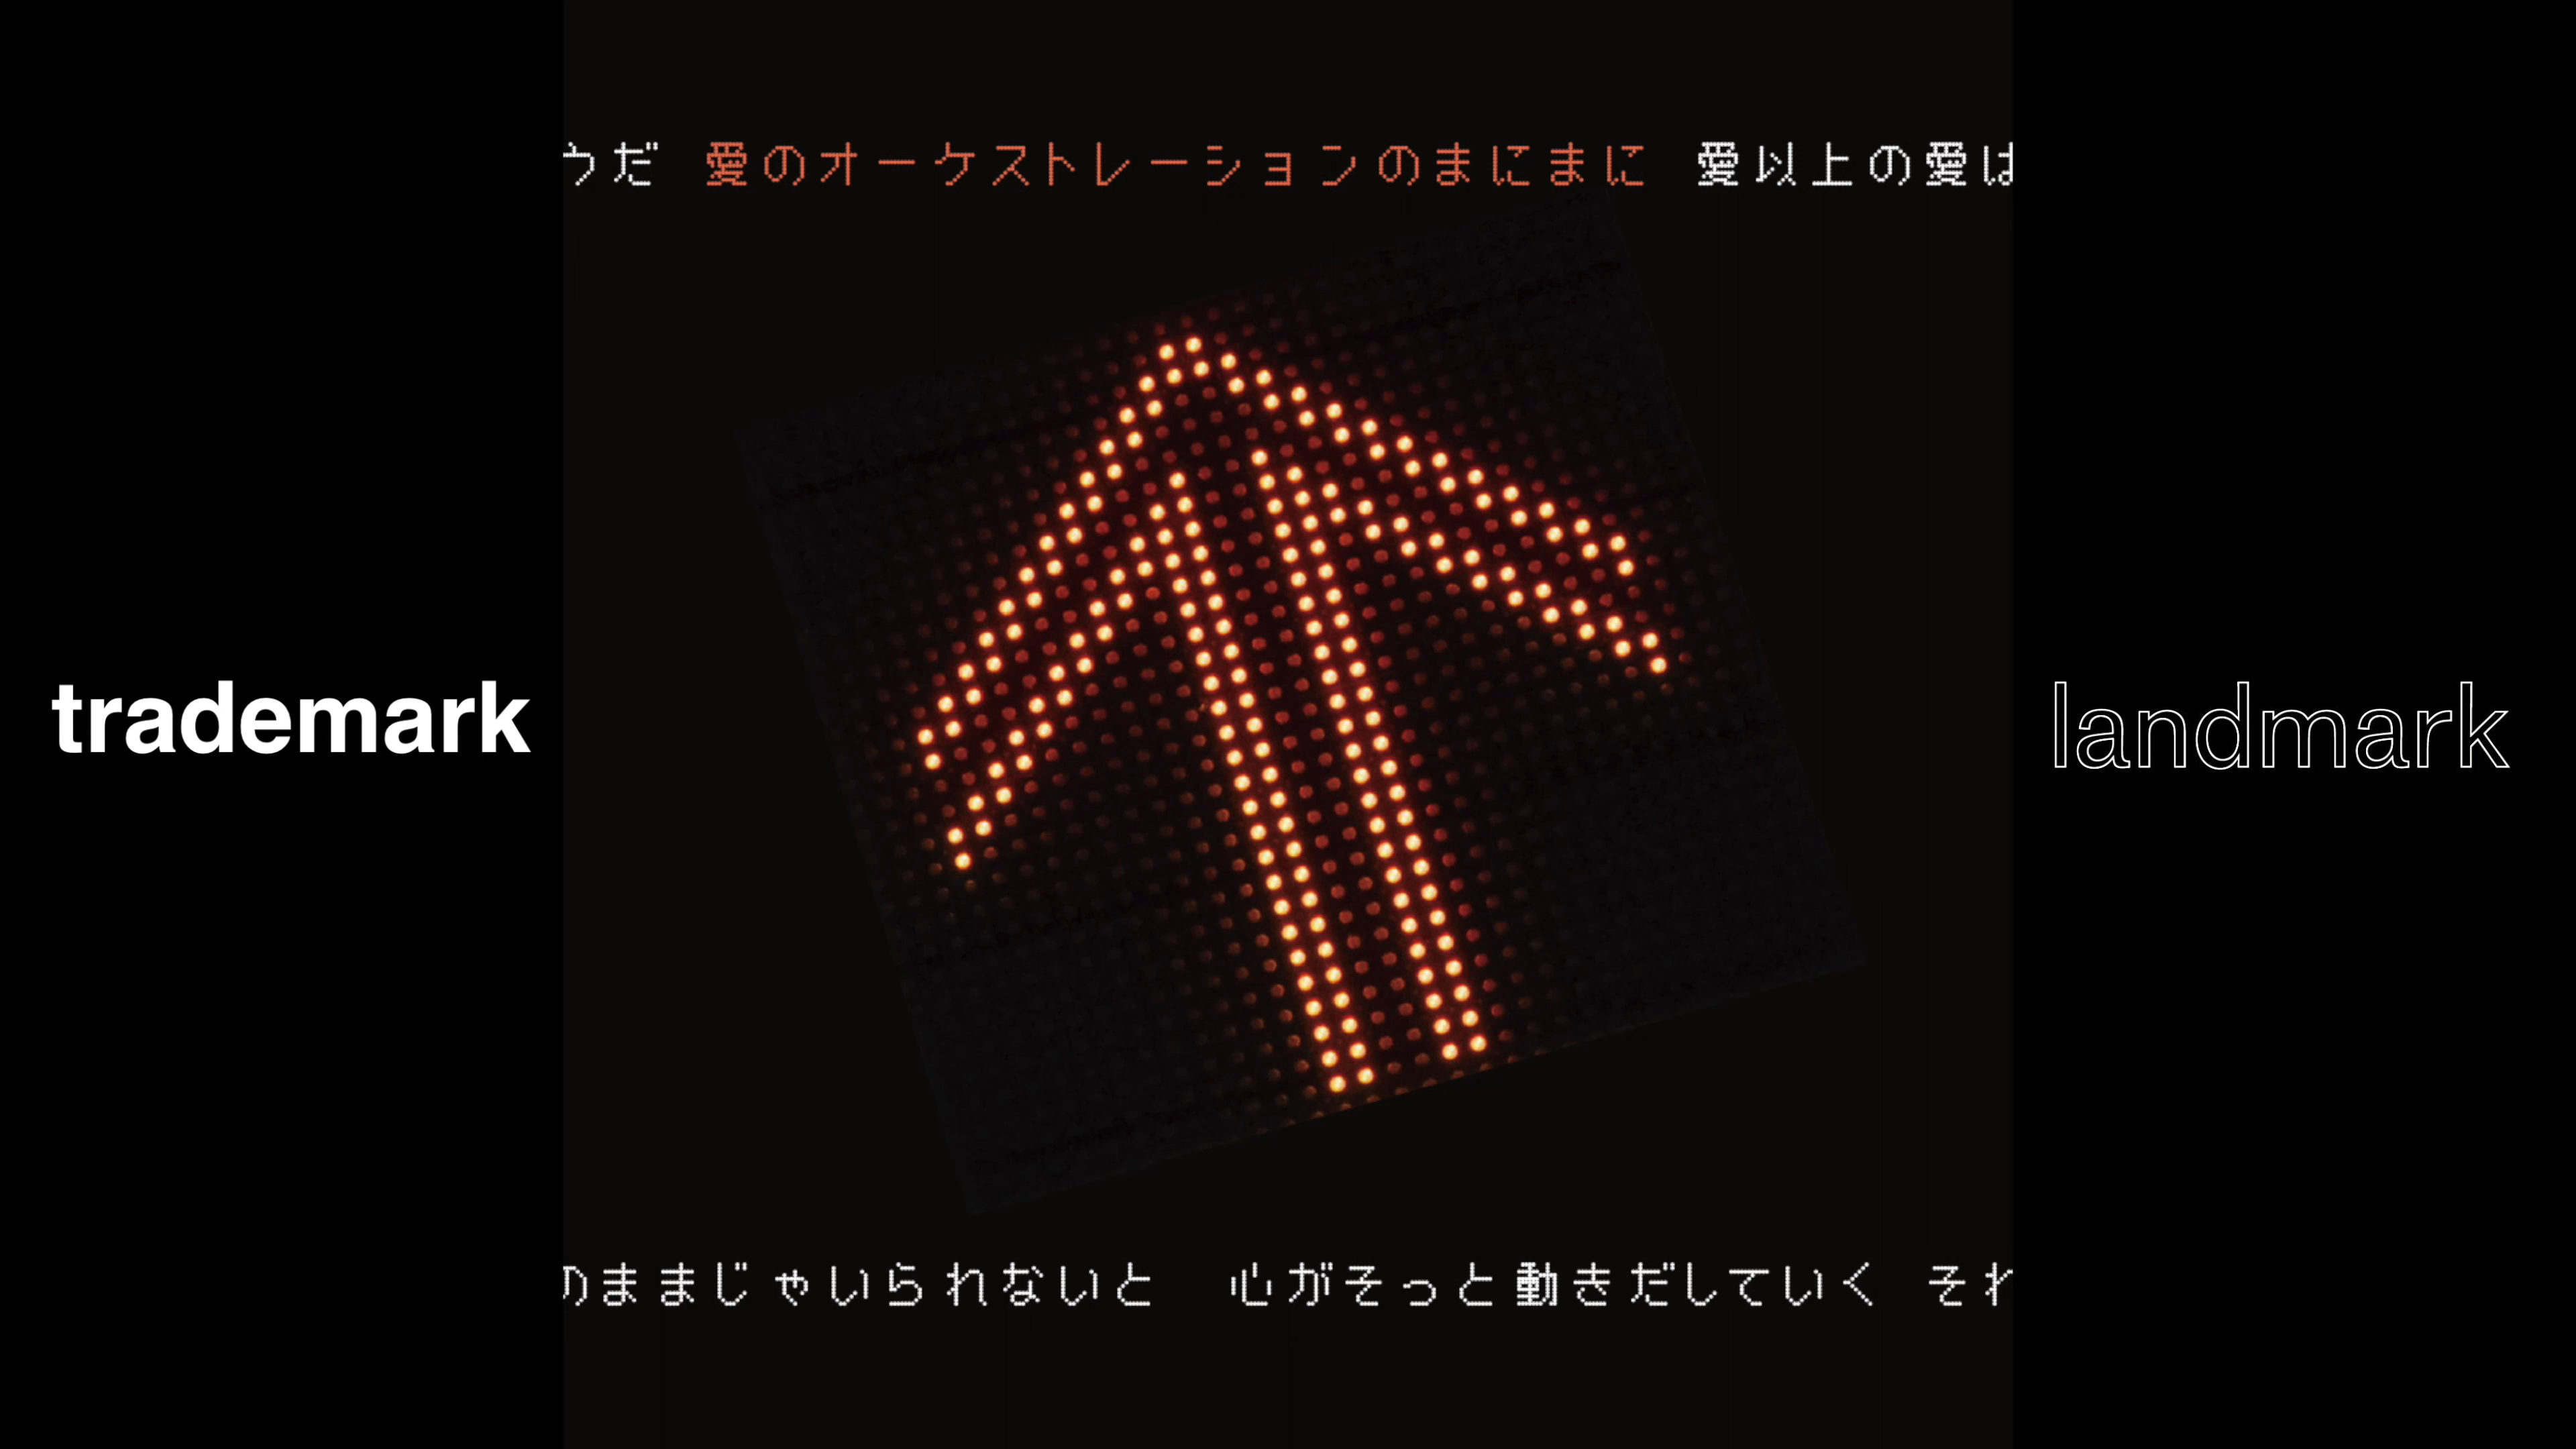 うだ 愛のオーケストレーションのまにまに 愛以上の愛は
trademark
landmark
のままじゃいられないと 心がそっと動きだしていく それ